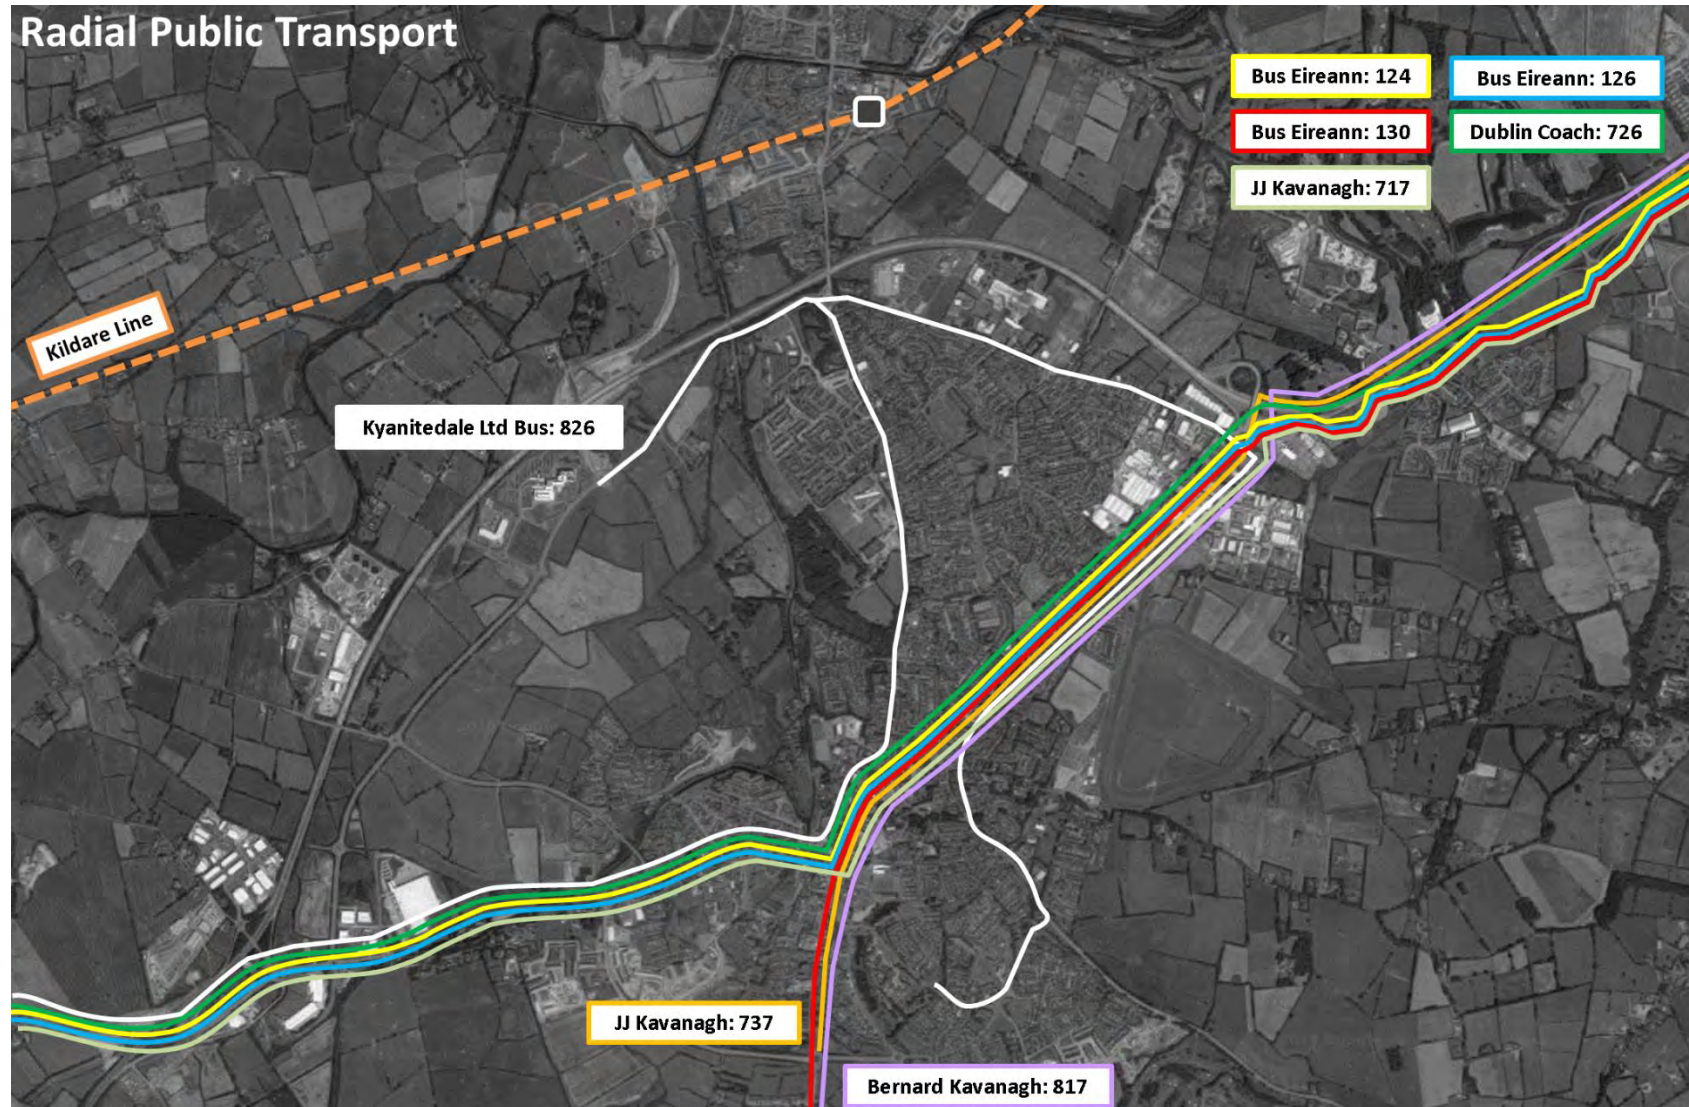 Radial Public Transport
Bus Eireann: 124
Bus Eireann: 126
Bus Eireann: 130
Dublin Coach: 726
JJ Kavanagh: 717
Kildare Line
Kyanitedale Ltd Bus: 826
JJ Kavanagh: 737
Bernard Kavanagh: 817